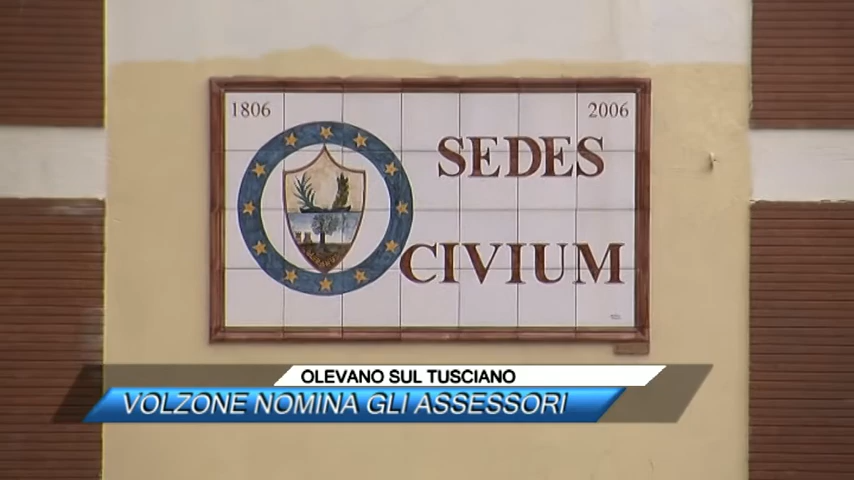 1806
2006
SEDES
CIVIUM
OLEVANO SUL TUSCIANO
VOLZONE NOMINA GLI ASSESSORI